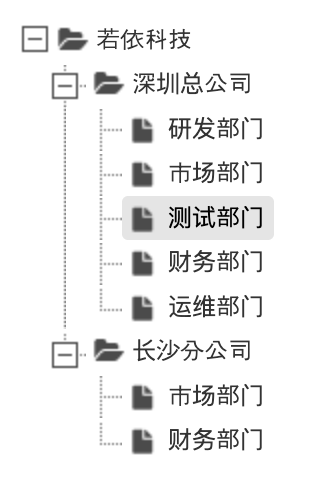 若依科技
深圳总公司
研发部门
市场部门
测试部门
财务部门
运维部门
长沙分公司
市场部门
财务部门